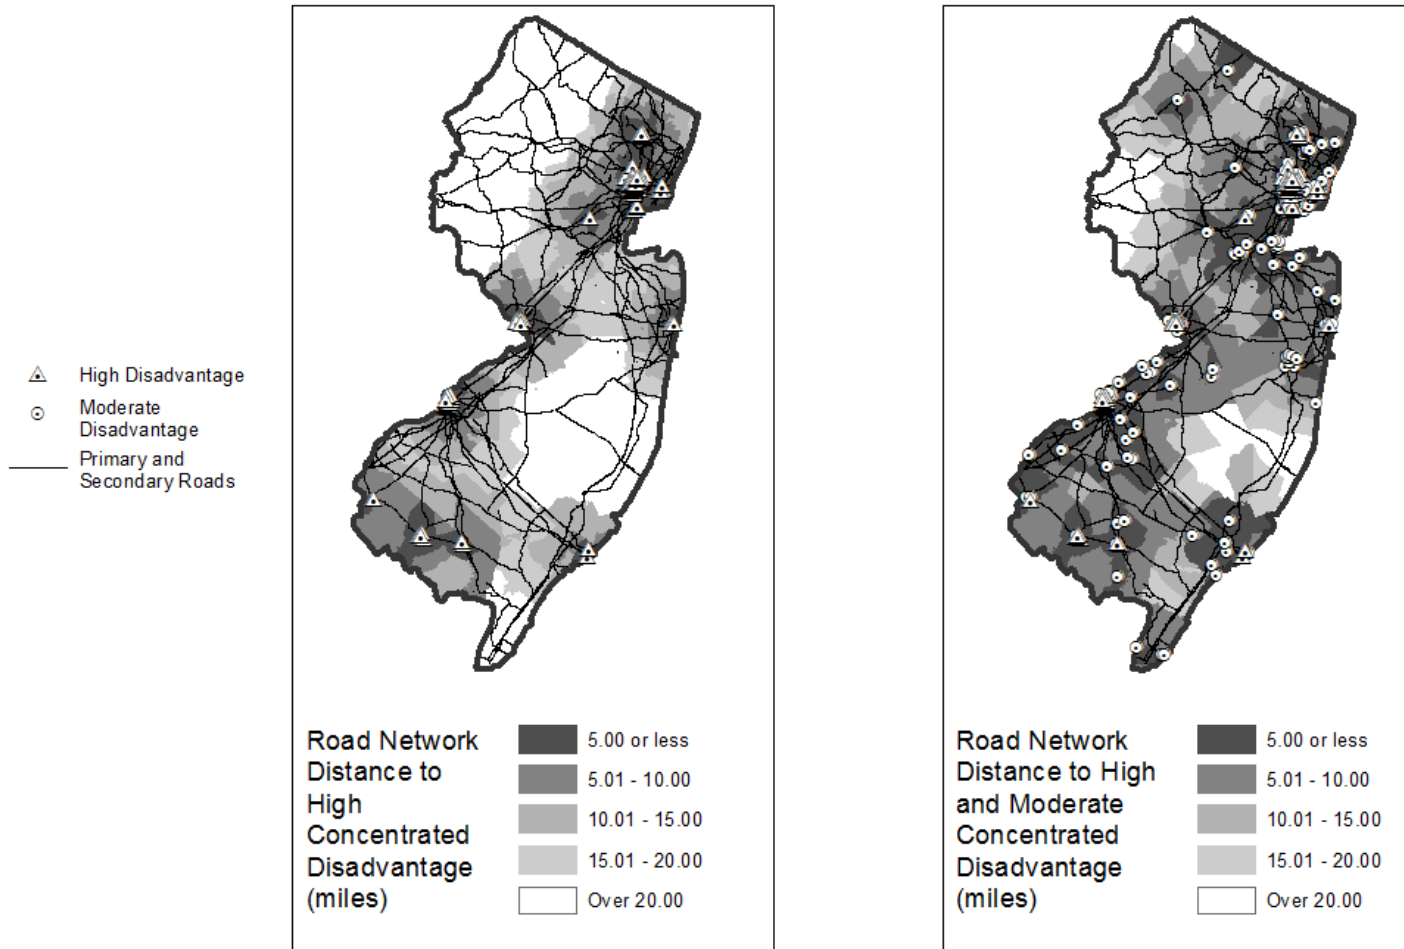 High Disadvantage
Moderate
Disadvantage
Primary and
Secondary Roads
Road Network
Distance to
High
Concentrated
Disadvantage
(miles)
5.00 or less
5.01 - 10.00
10.01 - 15.00
15.01 - 20.00
Over 20.00
Road Network
Distance to High
and Moderate
Concentrated
Disadvantage
(miles)
5.00 or less
5.01 - 10.00
10.01 - 15.00
15.01 - 20.00
Over 20.00